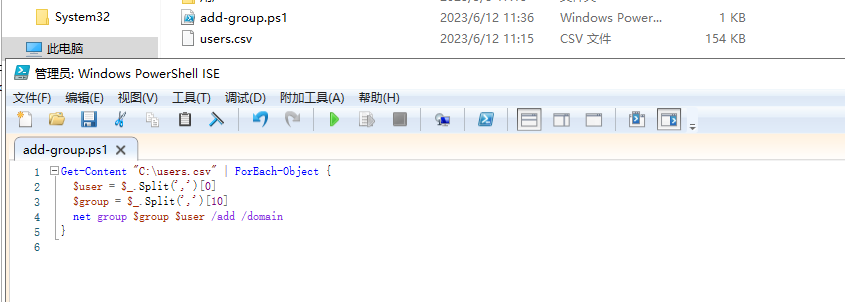 System32
此电脑
add-group.ps1 2023/6/12 11:36 Windows Power... 1 KB
users.csv 2023/6/12 11:15 CSV 文件 154 KB
管理员: Windows PowerShell ISE
文件(F) 编辑(E) 视图(V) 工具(T) 调试(D) 附加工具(A) 帮助(H)
add-group.ps1
1 Get-Content "C:\users.csv" | ForEach-Object {
2 $user = $_.Split(',')[0]
3 $group = $_.Split(',')[10]
4 net group $group $user /add /domain
5 }
6